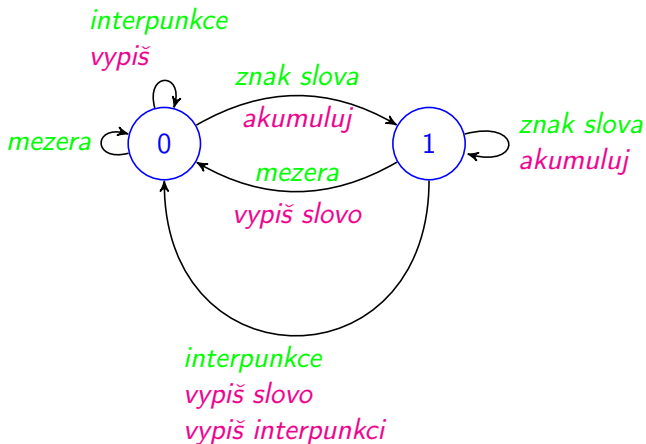 interpunkce
vypiš
znak slova
akumuluj
mezera
0
1
znak slova
akumuluj
mezera
vypiš slovo
interpunkce
vypiš slovo
vypiš interpunkci